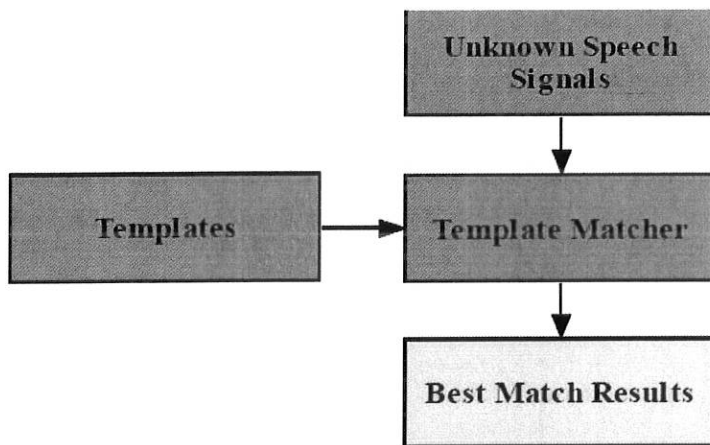 Unknown Speech
Signals
Templates
Template Matcher
Best Match Results